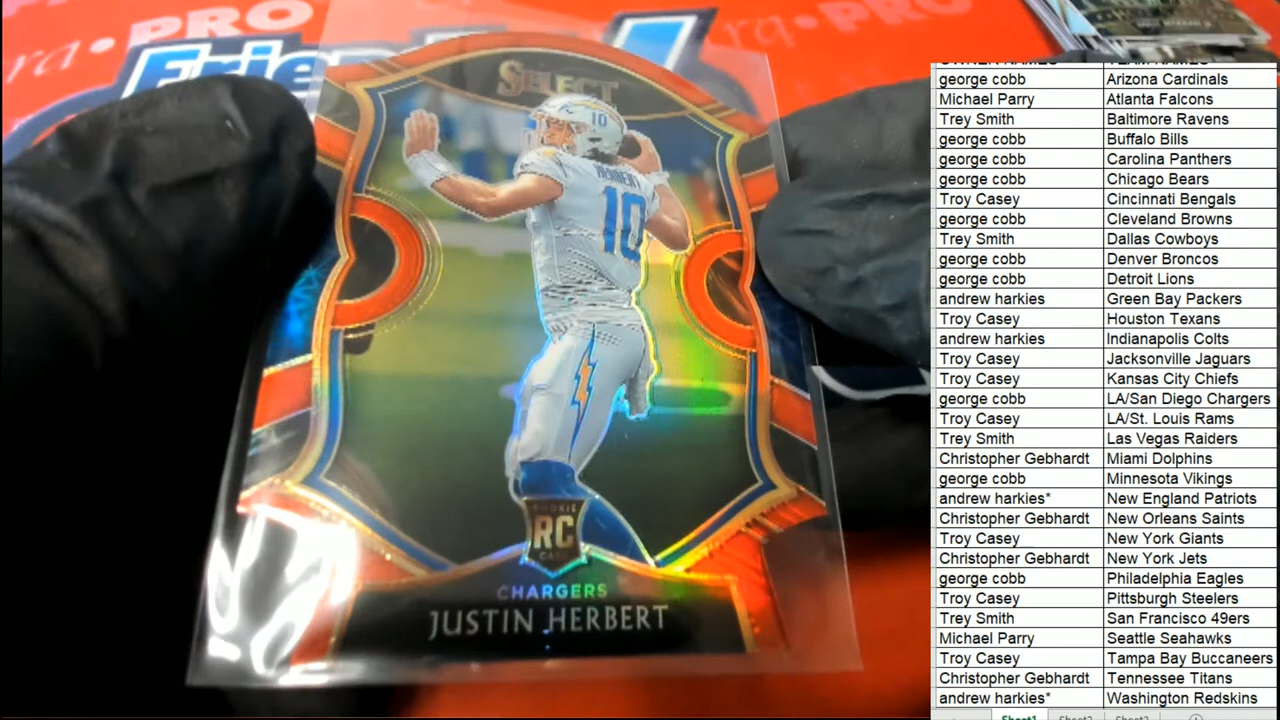 PRO
SELECT
10
HERBERT
10
ROOKIE
RC
CARD
CHARGERS
JUSTIN HERBERT
OWNER NAMES TEAM NAMES
george cobb Arizona Cardinals
Michael Parry Atlanta Falcons
Trey Smith Baltimore Ravens
george cobb Buffalo Bills
george cobb Carolina Panthers
george cobb Chicago Bears
Troy Casey Cincinnati Bengals
george cobb Cleveland Browns
Trey Smith Dallas Cowboys
george cobb Denver Broncos
george cobb Detroit Lions
andrew harkies Green Bay Packers
Troy Casey Houston Texans
andrew harkies Indianapolis Colts
Troy Casey Jacksonville Jaguars
Troy Casey Kansas City Chiefs
george cobb LA/San Diego Chargers
Troy Casey LA/St. Louis Rams
Trey Smith Las Vegas Raiders
Christopher Gebhardt Miami Dolphins
george cobb Minnesota Vikings
andrew harkies* New England Patriots
Christopher Gebhardt New Orleans Saints
Troy Casey New York Giants
Christopher Gebhardt New York Jets
george cobb Philadelphia Eagles
Troy Casey Pittsburgh Steelers
Trey Smith San Francisco 49ers
Michael Parry Seattle Seahawks
Troy Casey Tampa Bay Buccaneers
Christopher Gebhardt Tennessee Titans
andrew harkies* Washington Redskins
Sheet1 Sheet2 Sheet3